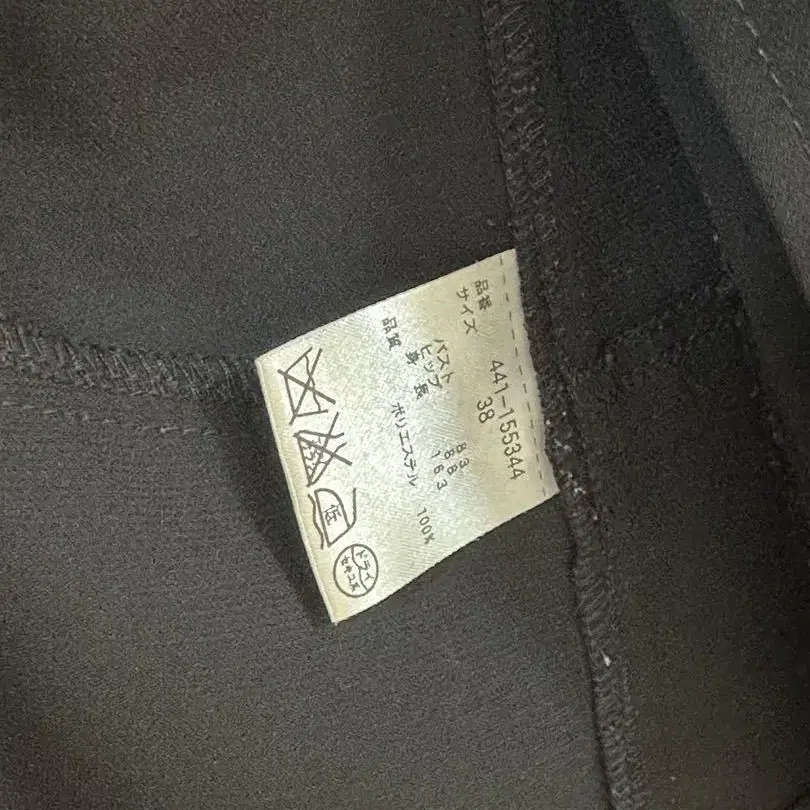 品番 441-155344
サイズ 38
バスト 83
ヒップ 88
身長 163
品質 ポリエステル 100%
低
ドライ
セキユ系